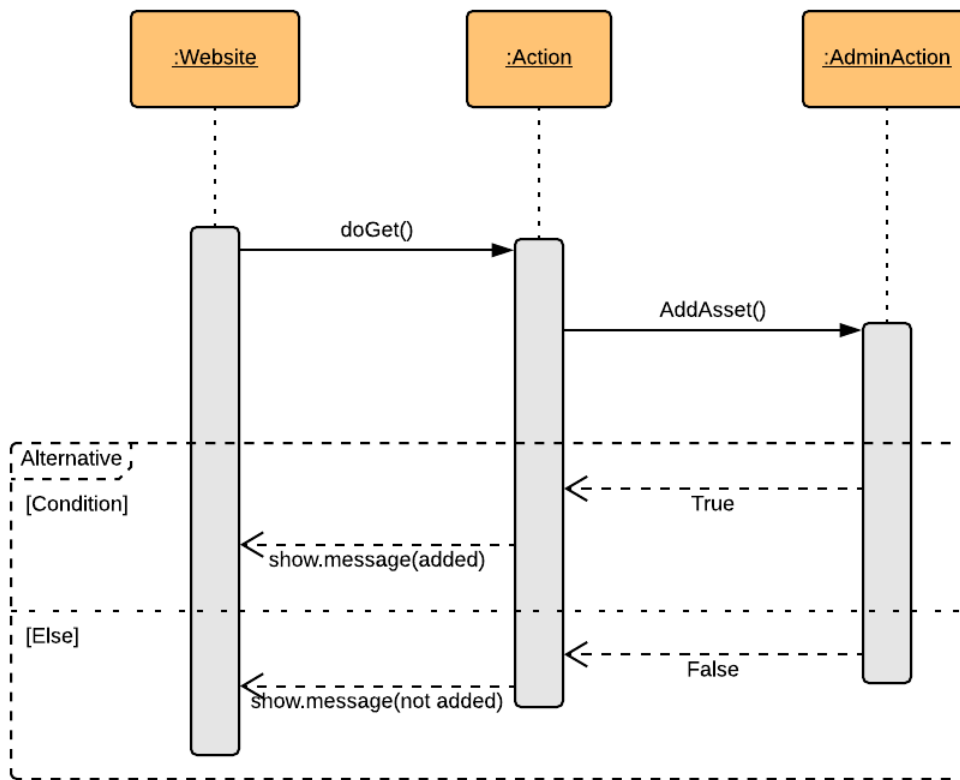 :Website
:Action
:AdminAction
doGet()
AddAsset()
Alternative
[Condition]
True
show.message(added)
[Else]
False
show.message(not added)